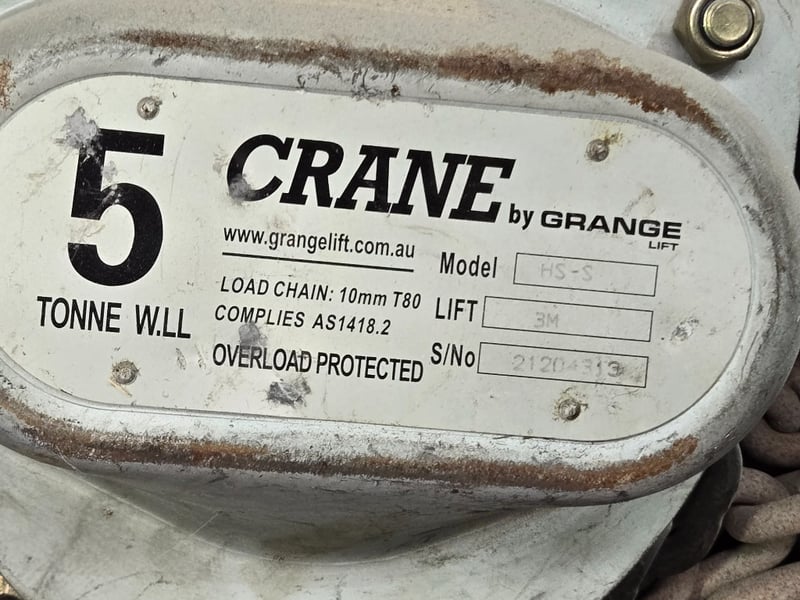 5
TONNE W.LL
CRANE by GRANGE
LIFT
www.grangelift.com.au
LOAD CHAIN: 10mm T80
COMPLIES AS1418.2
OVERLOAD PROTECTED
Model HS-S
LIFT 3M
S/No 21204313